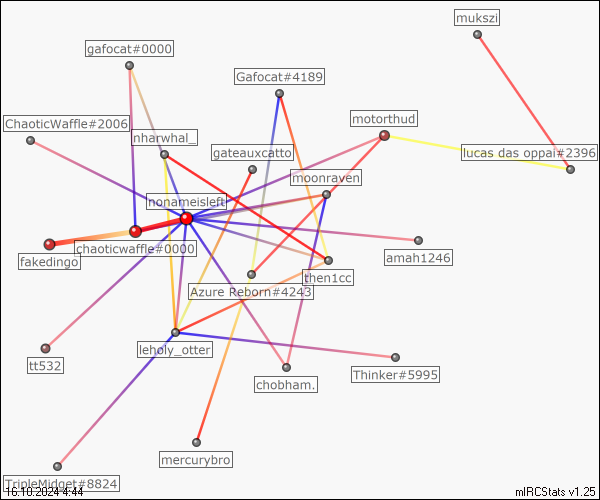 mukszi
gafocat#0000
Gafocat#4189
motorthud
ChaoticWaffle#2006
nharwhal_
gateauxcatto
lucas das oppai#2396
moonraven
nonameisleft
chaoticwaffle#0000
fakedingo
amah1246
then1cc
Azure Reborn#4243
leholy_otter
tt532
Thinker#5995
chobham.
mercurybro
TripleMidget#8824
16.10.2024 4:44
mIRCStats v1.25